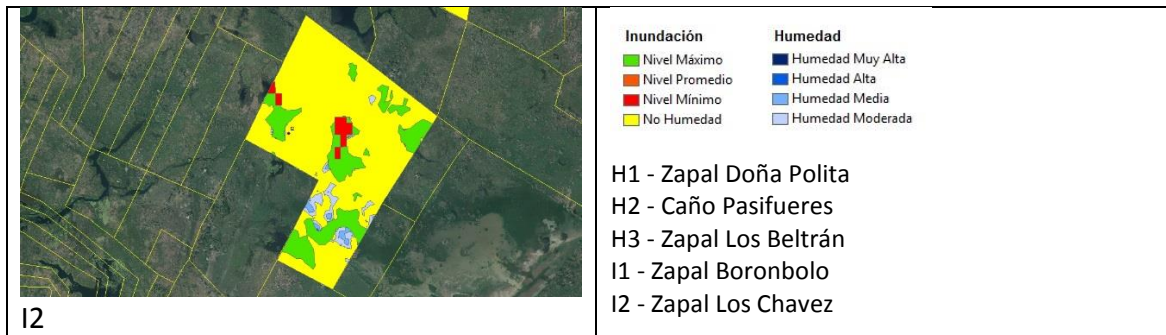 I2
Inundación
Nivel Máximo
Nivel Promedio
Nivel Mínimo
No Humedad
Humedad
Humedad Muy Alta
Humedad Alta
Humedad Media
Humedad Moderada
H1 - Zapal Doña Polita
H2 - Caño Pasifueres
H3 - Zapal Los Beltrán
I1 - Zapal Boronbolo
I2 - Zapal Los Chavez